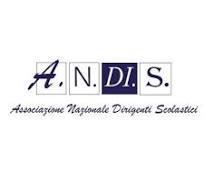 A.N.DI.S.
Associazione Nazionale Dirigenti Scolastici